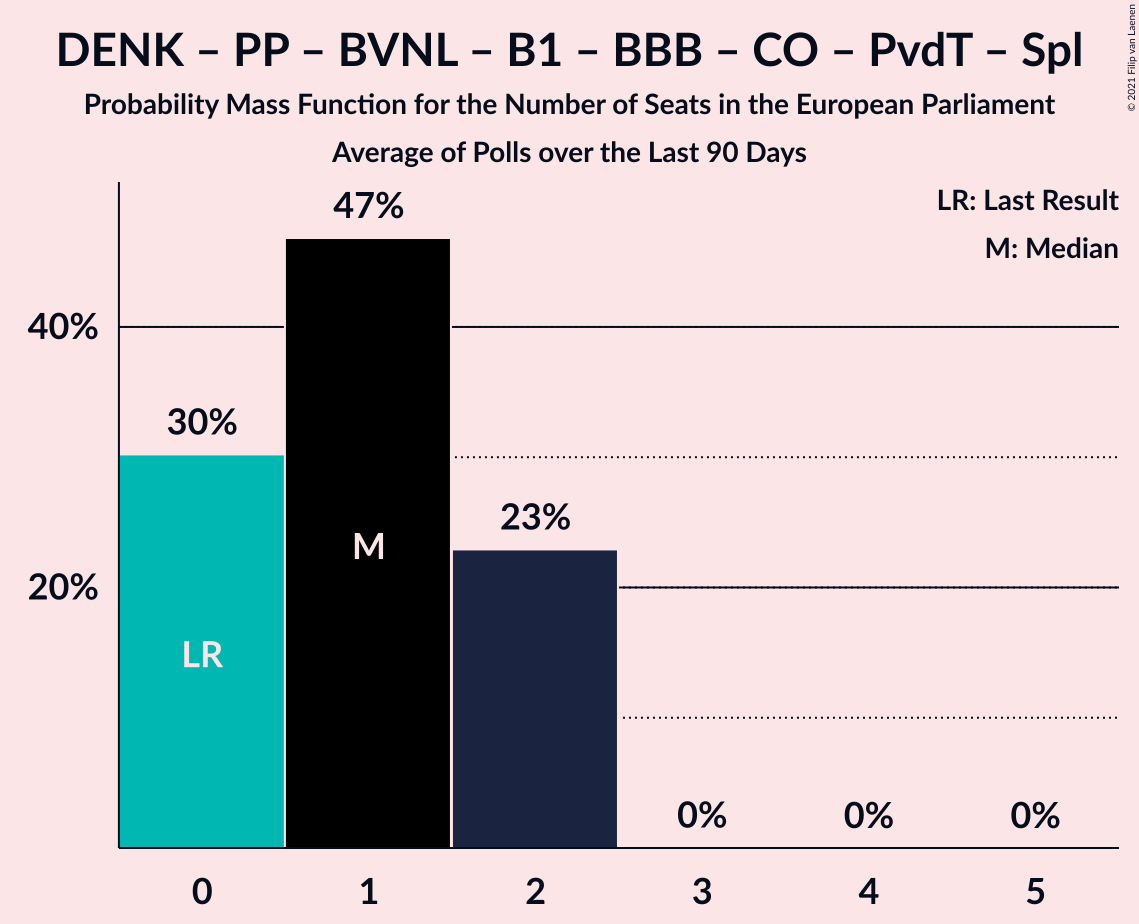 DENK – PP – BVNL – B1 – BBB – CO – PvdT – Spl
Probability Mass Function for the Number of Seats in the European Parliament
Average of Polls over the Last 90 Days
© 2021 Filip van Laenen
LR: Last Result
M: Median
47%
40%
30%
23%
M
20%
LR
0% 0% 0%
0 1 2 3 4 5